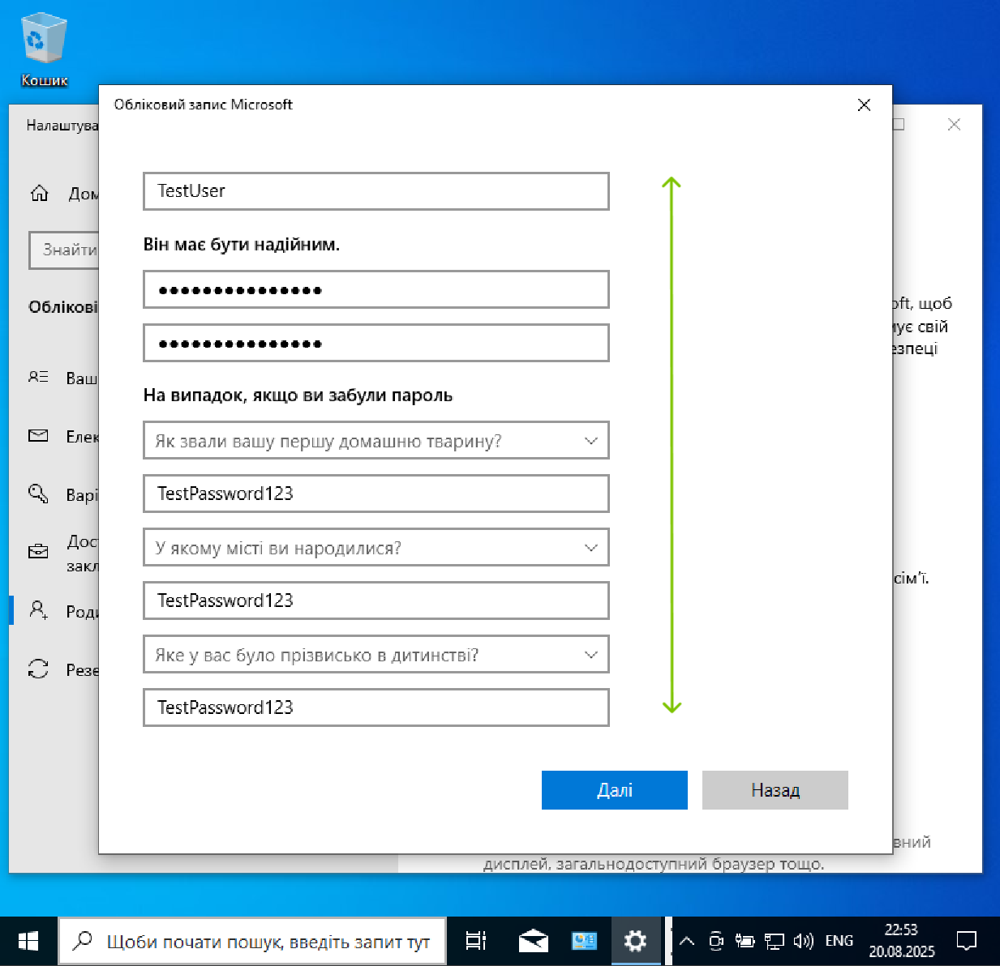 Кошик
Обліковий запис Microsoft
Налаштува
TestUser
Дом
Він має бути надійним.
Знайти
●●●●●●●●●●●●●●●
Обліковi
oft, щоб
мує свій
●●●●●●●●●●●●●●●
езпеці
Ваш
На випадок, якщо ви забули пароль
Елек
Як звали вашу першу домашню тварину?
Варі
TestPassword123
Дос
закл
У якому місті ви народилися?
сім'ї.
Роди
TestPassword123
Яке у вас було прізвисько в дитинстві?
Резе
TestPassword123
Далі
Назад
вний
дисплей, загальнодоступний браузер тощо.
Щоби почати пошук, введіть запит тут
ENG
22:53
20.08.2025